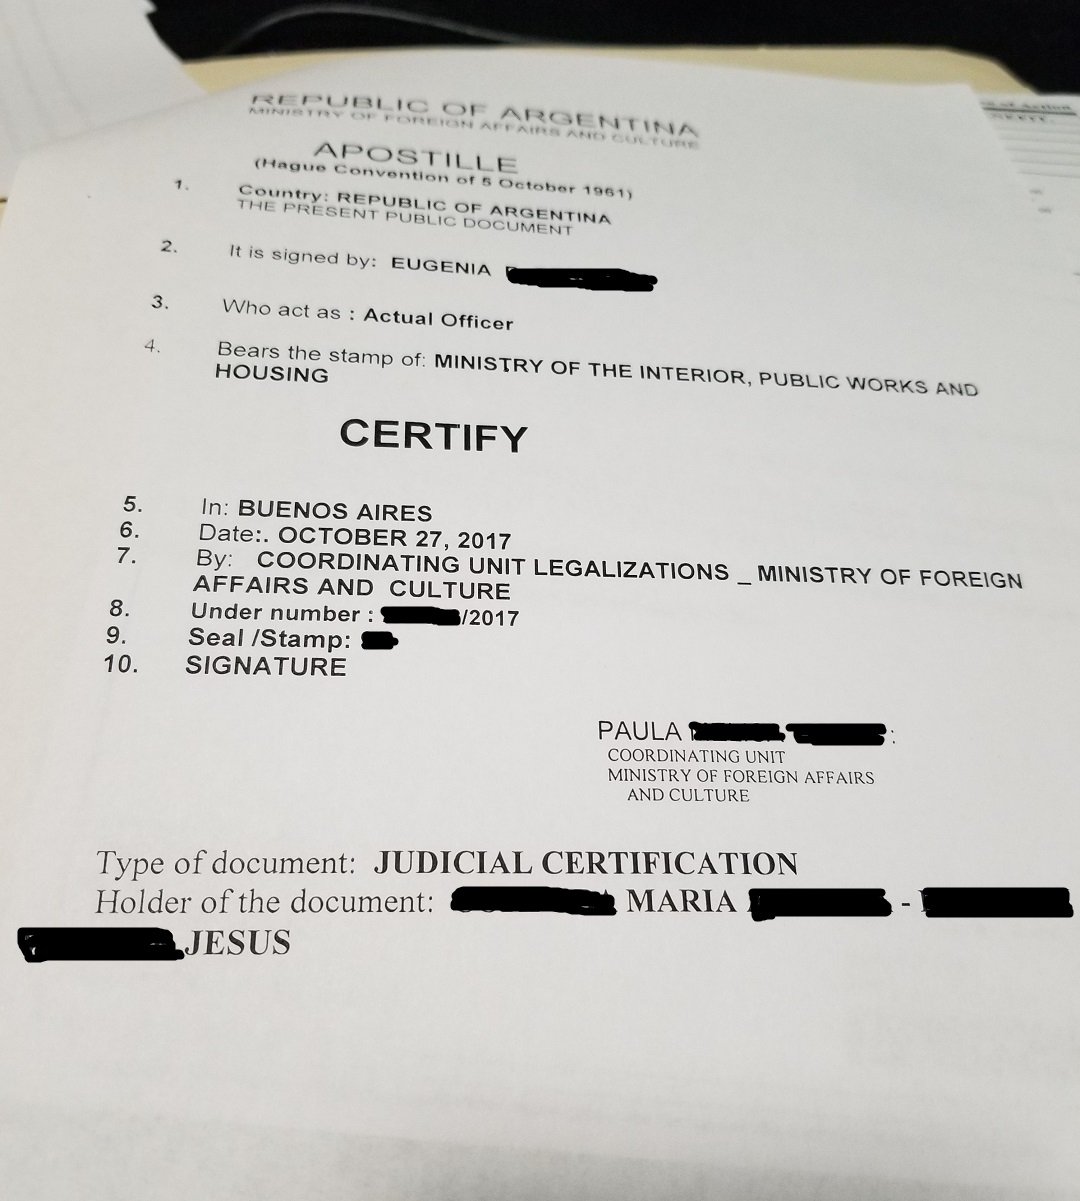 REPUBLIC OF ARGENTINA
MINISTRY OF FOREIGN AFFAIRS AND CULTURE
APOSTILLE
(Hague Convention of 5 October 1961)
1. Country: REPUBLIC OF ARGENTINA
THE PRESENT PUBLIC DOCUMENT
2. It is signed by: EUGENIA
3. Who act as : Actual Officer
4. Bears the stamp of: MINISTRY OF THE INTERIOR, PUBLIC WORKS AND
HOUSING
CERTIFY
5. In: BUENOS AIRES
6. Date:. OCTOBER 27, 2017
7. By: COORDINATING UNIT LEGALIZATIONS _ MINISTRY OF FOREIGN
AFFAIRS AND CULTURE
8. Under number : /2017
9. Seal /Stamp:
10. SIGNATURE
PAULA :
COORDINATING UNIT
MINISTRY OF FOREIGN AFFAIRS
AND CULTURE
Type of document: JUDICIAL CERTIFICATION
Holder of the document: MARIA -
JESUS